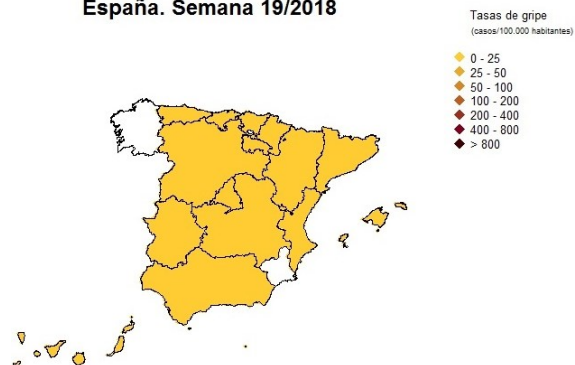 España. Semana 19/2018
Tasas de gripe
(casos/100.000 habitantes)
0 - 25
25 - 50
50 - 100
100 - 200
200 - 400
400 - 800
> 800